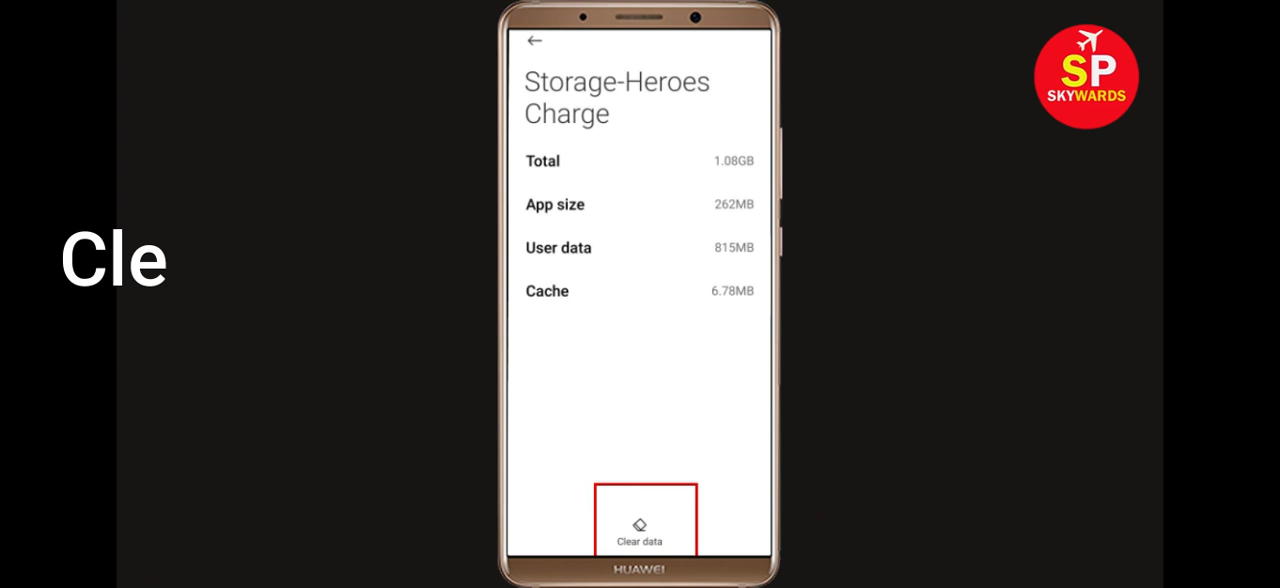 Storage-Heroes
Charge
Total 1.08GB
App size 262MB
User data 815MB
Cache 6.78MB
Clear data
HUAWEI
Cle
SP
SKYWARDS